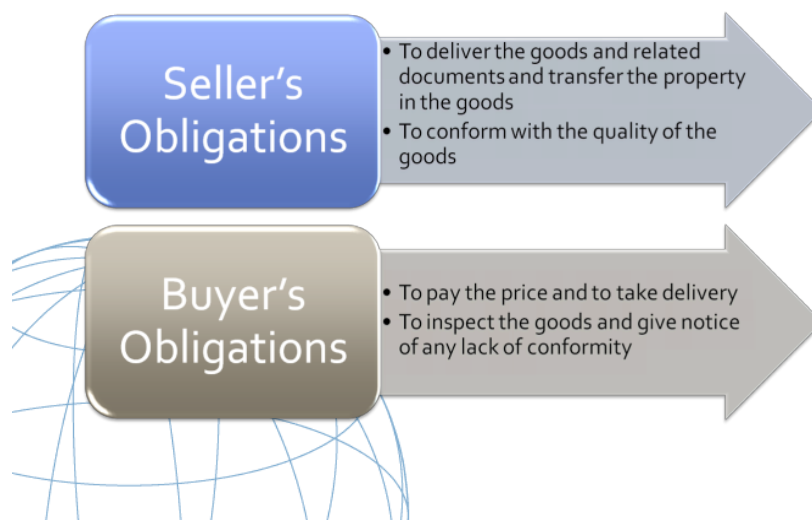 Seller’s
Obligations
• To deliver the goods and related
documents and transfer the property
in the goods
• To conform with the quality of the
goods
Buyer’s
Obligations
• To pay the price and to take delivery
• To inspect the goods and give notice
of any lack of conformity